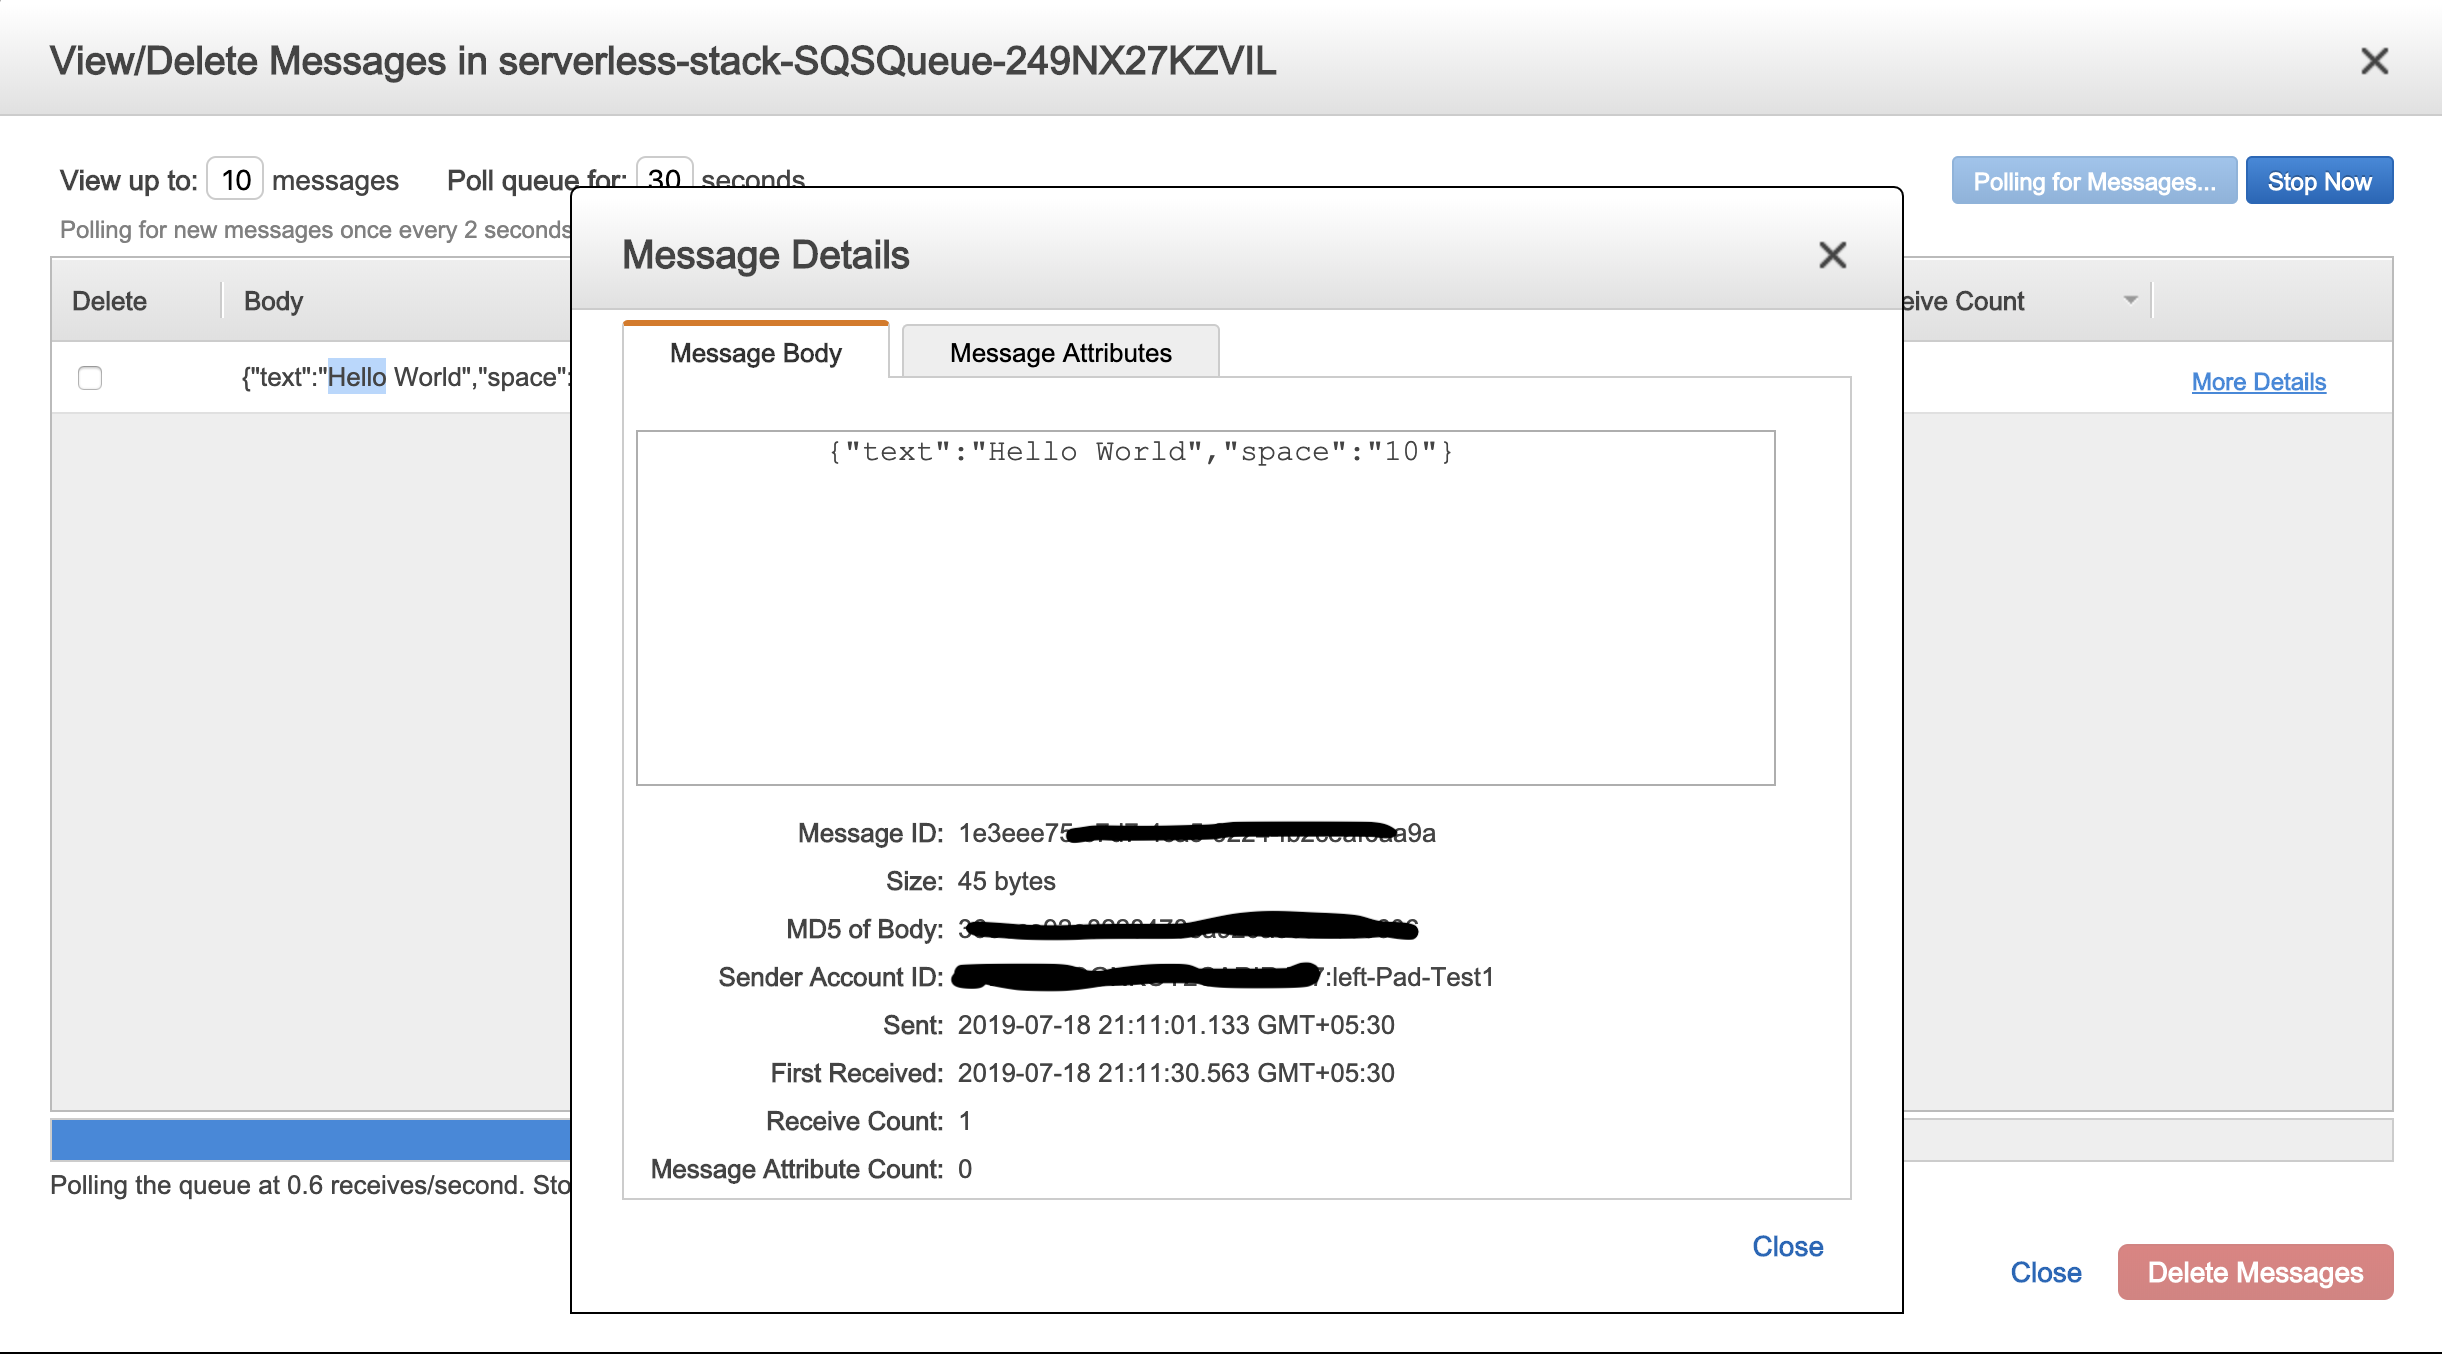 View/Delete Messages in serverless-stack-SQSQueue-249NX27KZVIL
View up to: 10 messages Poll queue for: 30 seconds
Polling for Messages...
Stop Now
Polling for new messages once every 2 seconds
Delete
Body
eive Count
{"text":"Hello World","space":
More Details
Message Details
Message Body
Message Attributes
{"text":"Hello World","space":"10"}
Message ID: 1e3eee75 a9a
Size: 45 bytes
MD5 of Body:
Sender Account ID: :left-Pad-Test1
Sent: 2019-07-18 21:11:01.133 GMT+05:30
First Received: 2019-07-18 21:11:30.563 GMT+05:30
Receive Count: 1
Message Attribute Count: 0
Close
Polling the queue at 0.6 receives/second. Sto
Close
Delete Messages